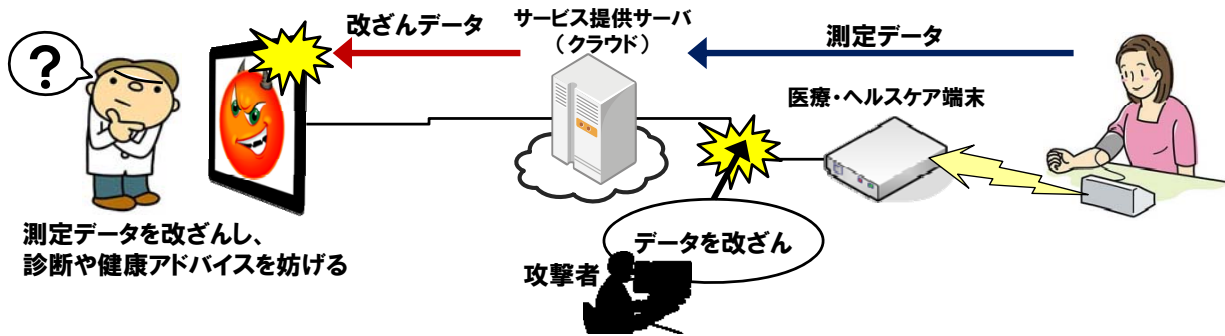 改ざんデータ
サービス提供サーバ
(クラウド)
測定データ
?
医療・ヘルスケア端末
測定データを改ざんし、
診断や健康アドバイスを妨げる
データを改ざん
攻撃者